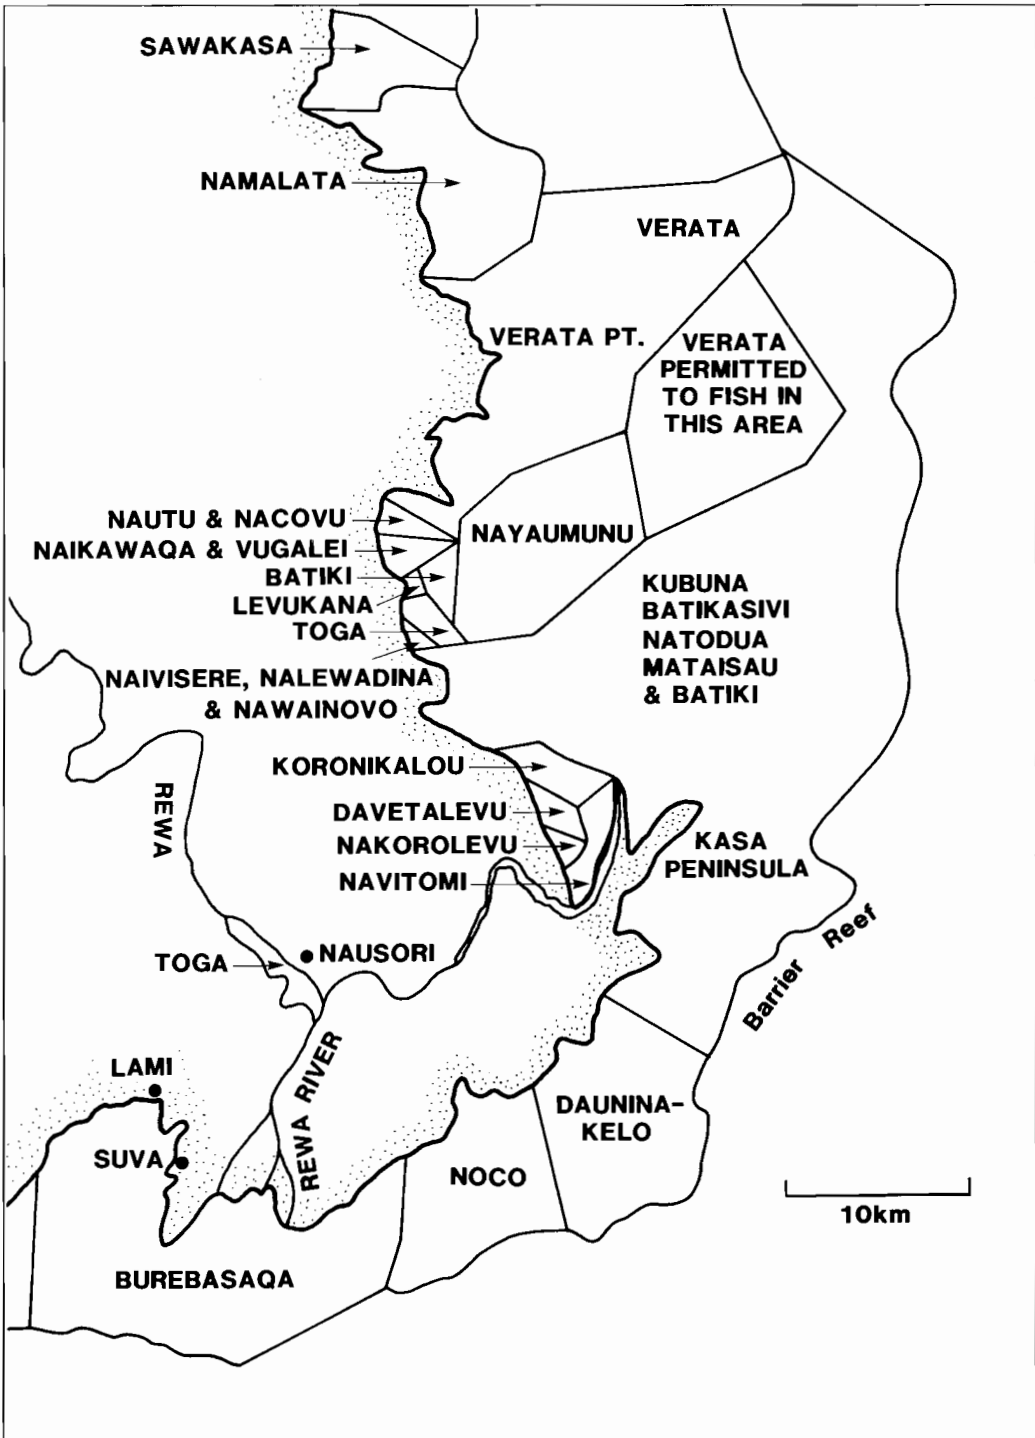 SAWAKASA
NAMALATA
VERATA
VERATA PT.
VERATA
PERMITTED
TO FISH IN
THIS AREA
NAUTU & NACOVU
NAIKAWAQA & VUGALEI
BATIKI
LEVUKANA
TOGA
NAIVISERE, NALEWADINA
& NAWAINOVO
NAYAUMUNU
KUBUNA
BATIKASIVI
NATODUA
MATAISAU
& BATIKI
KORONIKALOU
DAVETALEVU
NAKOROLEVU
NAVITOMI
KASA
PENINSULA
REWA
Barrier Reef
TOGA
NAUSORI
LAMI
SUVA
REWA RIVER
DAUNINA-
KELO
NOCO
BUREBASAQA
10km